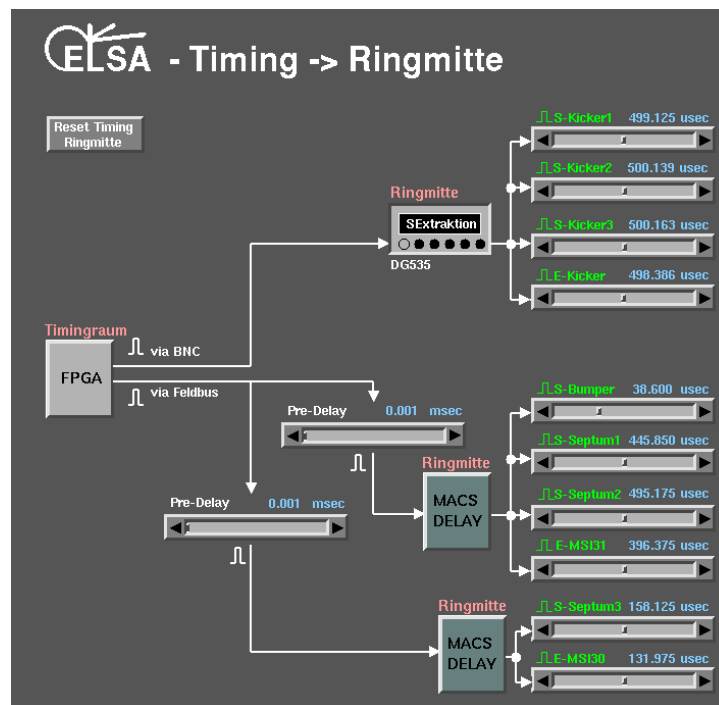 ELSA - Timing -> Ringmitte
Reset Timing
Ringmitte
S-Kicker1 499.125 usec
S-Kicker2 500.139 usec
Ringmitte
SExtraktion
DG535
S-Kicker3 500.163 usec
E-Kicker 498.386 usec
Timingraum
FPGA
via BNC
via Feldbus
Pre-Delay 0.001 msec
S-Bumper 38.600 usec
S-Septum1 445.850 usec
Ringmitte
MACS
DELAY
S-Septum2 495.175 usec
E-MSI31 396.375 usec
Pre-Delay 0.001 msec
Ringmitte
MACS
DELAY
S-Septum3 158.125 usec
E-MSI30 131.975 usec